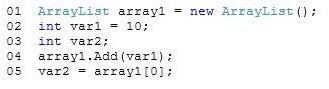 01 ArrayList array1 = new ArrayList();
02 int var1 = 10;
03 int var2;
04 array1.Add(var1);
05 var2 = array1[0];